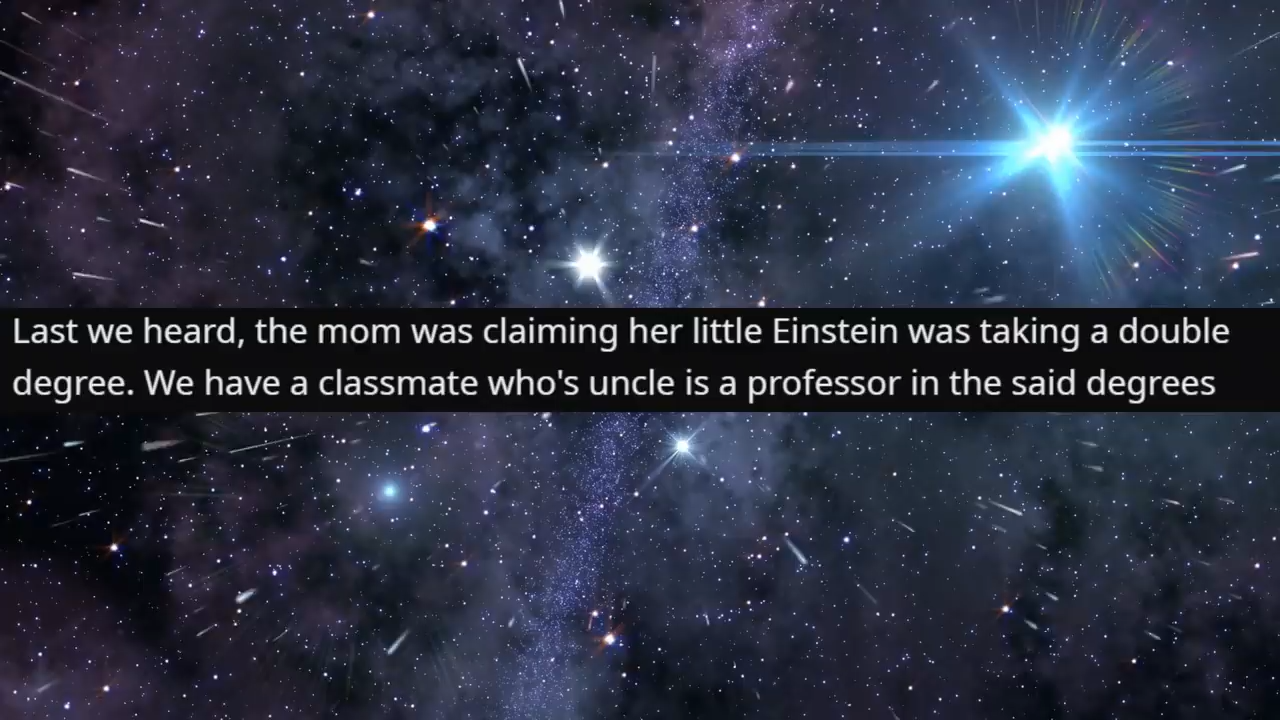 Last we heard, the mom was claiming her little Einstein was taking a double
degree. We have a classmate who's uncle is a professor in the said degrees